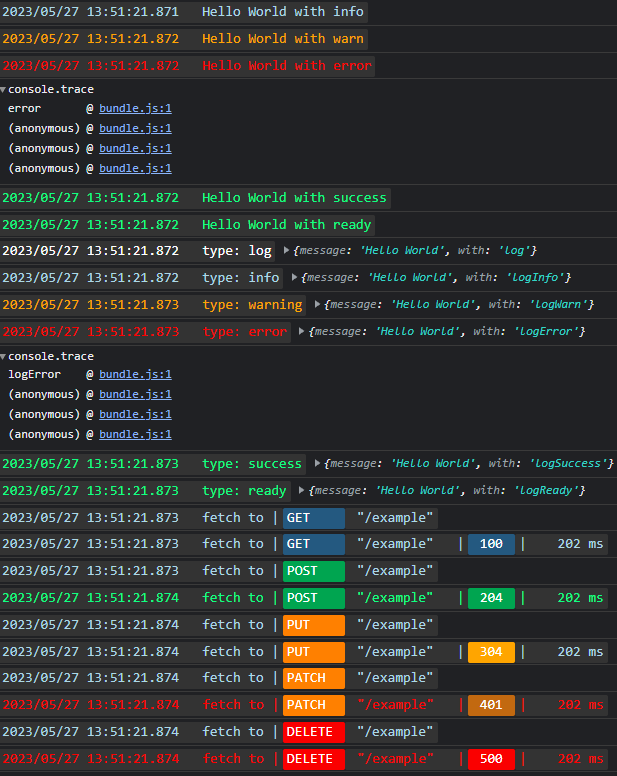 2023/05/27 13:51:21.871 Hello World with info
2023/05/27 13:51:21.872 Hello World with warn
2023/05/27 13:51:21.872 Hello World with error
console.trace
error @ bundle.js:1
(anonymous) @ bundle.js:1
(anonymous) @ bundle.js:1
(anonymous) @ bundle.js:1
2023/05/27 13:51:21.872 Hello World with success
2023/05/27 13:51:21.872 Hello World with ready
2023/05/27 13:51:21.872 type: log {message: 'Hello World', with: 'log'}
2023/05/27 13:51:21.872 type: info {message: 'Hello World', with: 'logInfo'}
2023/05/27 13:51:21.873 type: warning {message: 'Hello World', with: 'logWarn'}
2023/05/27 13:51:21.873 type: error {message: 'Hello World', with: 'logError'}
console.trace
logError @ bundle.js:1
(anonymous) @ bundle.js:1
(anonymous) @ bundle.js:1
(anonymous) @ bundle.js:1
2023/05/27 13:51:21.873 type: success {message: 'Hello World', with: 'logSuccess'}
2023/05/27 13:51:21.873 type: ready {message: 'Hello World', with: 'logReady'}
2023/05/27 13:51:21.873 fetch to | GET "/example"
2023/05/27 13:51:21.873 fetch to | GET "/example" | 100 | 202 ms
2023/05/27 13:51:21.873 fetch to | POST "/example"
2023/05/27 13:51:21.874 fetch to | POST "/example" | 204 | 202 ms
2023/05/27 13:51:21.874 fetch to | PUT "/example"
2023/05/27 13:51:21.874 fetch to | PUT "/example" | 304 | 202 ms
2023/05/27 13:51:21.874 fetch to | PATCH "/example"
2023/05/27 13:51:21.874 fetch to | PATCH "/example" | 401 | 202 ms
2023/05/27 13:51:21.874 fetch to | DELETE "/example"
2023/05/27 13:51:21.874 fetch to | DELETE "/example" | 500 | 202 ms